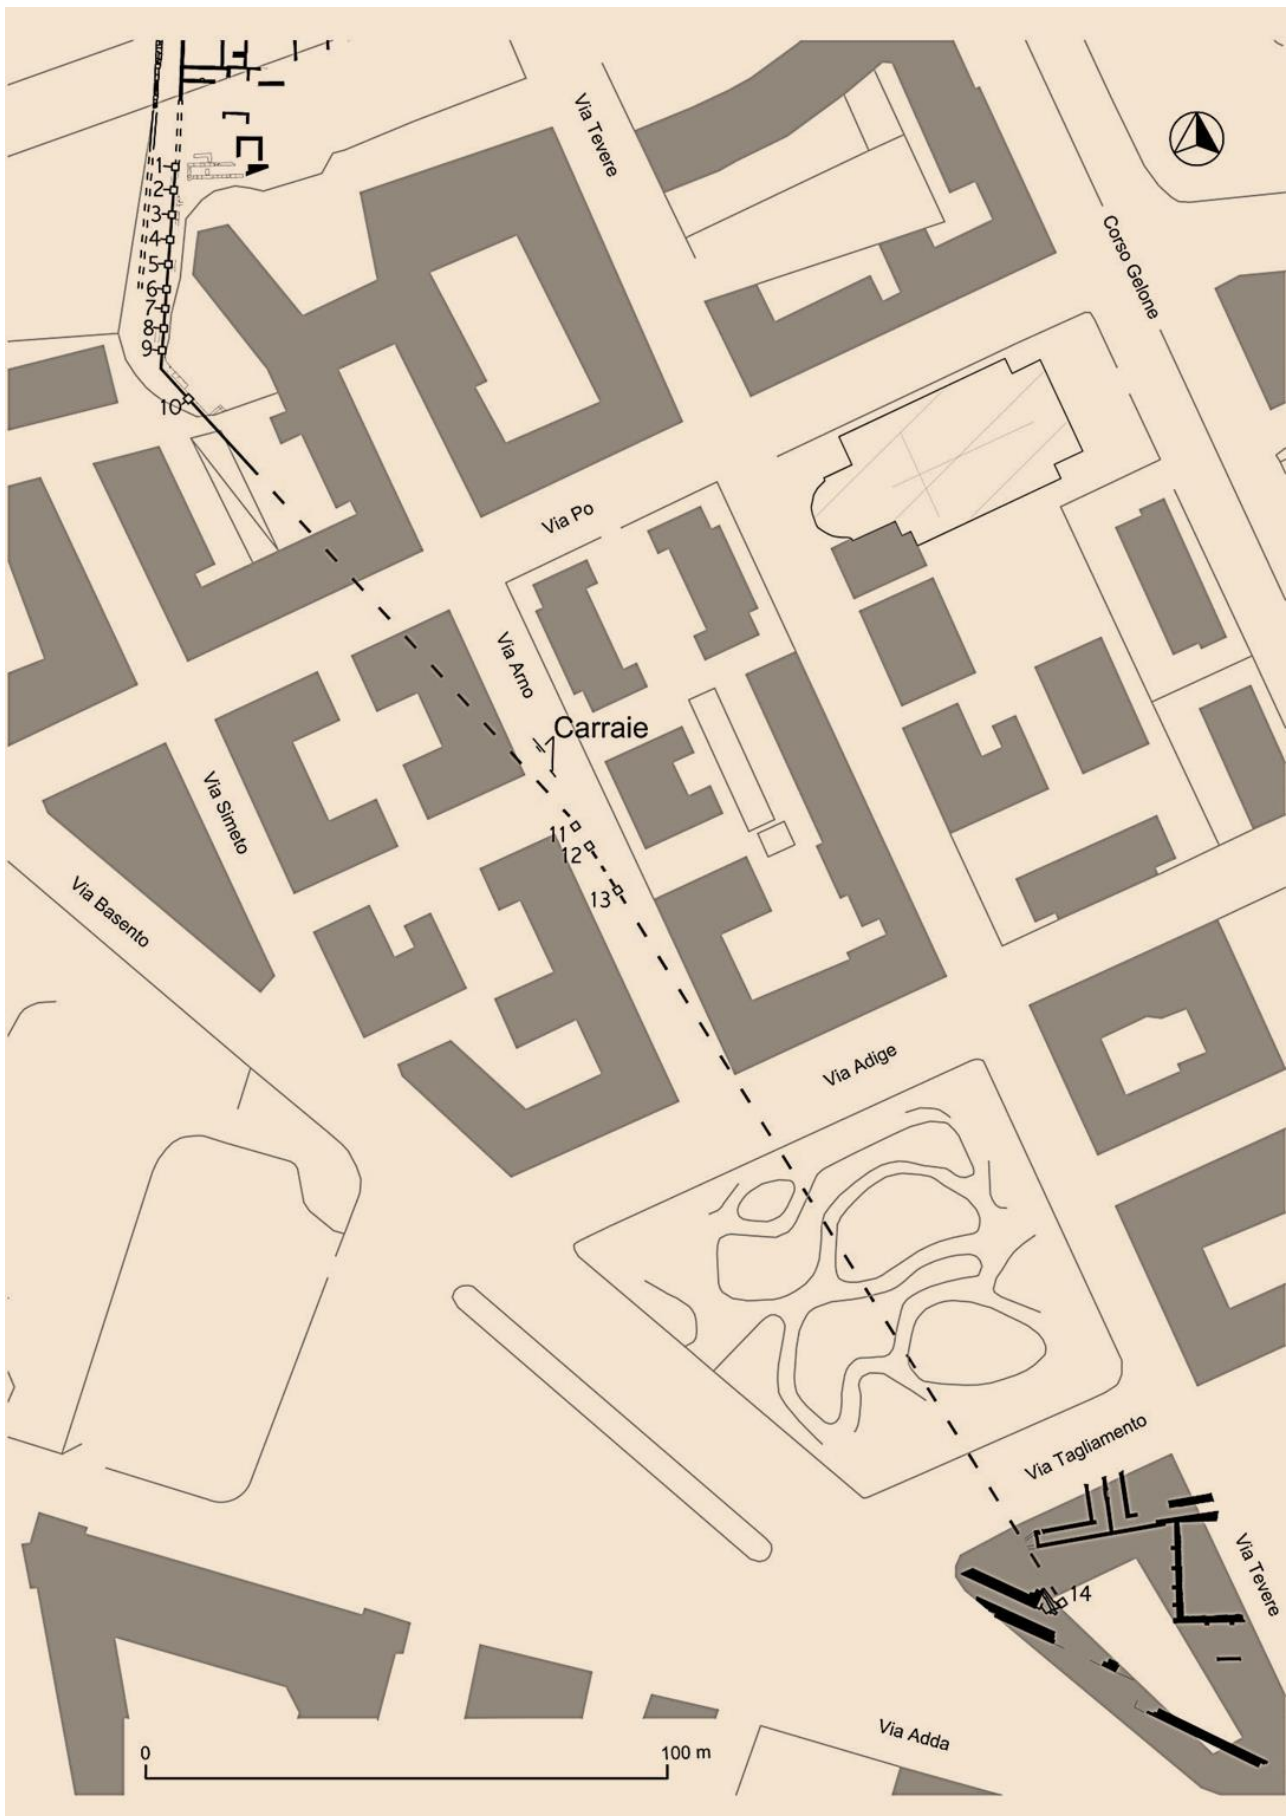 Via Tevere
1
2
3
4
5
6
7
8
9
10
Corso Gelone
Via Po
Via Arno
Carraie
Via Simeto
11
12
13
Via Basento
Via Adige
Via Tagliamento
Via Tevere
14
Via Adda
0
100 m